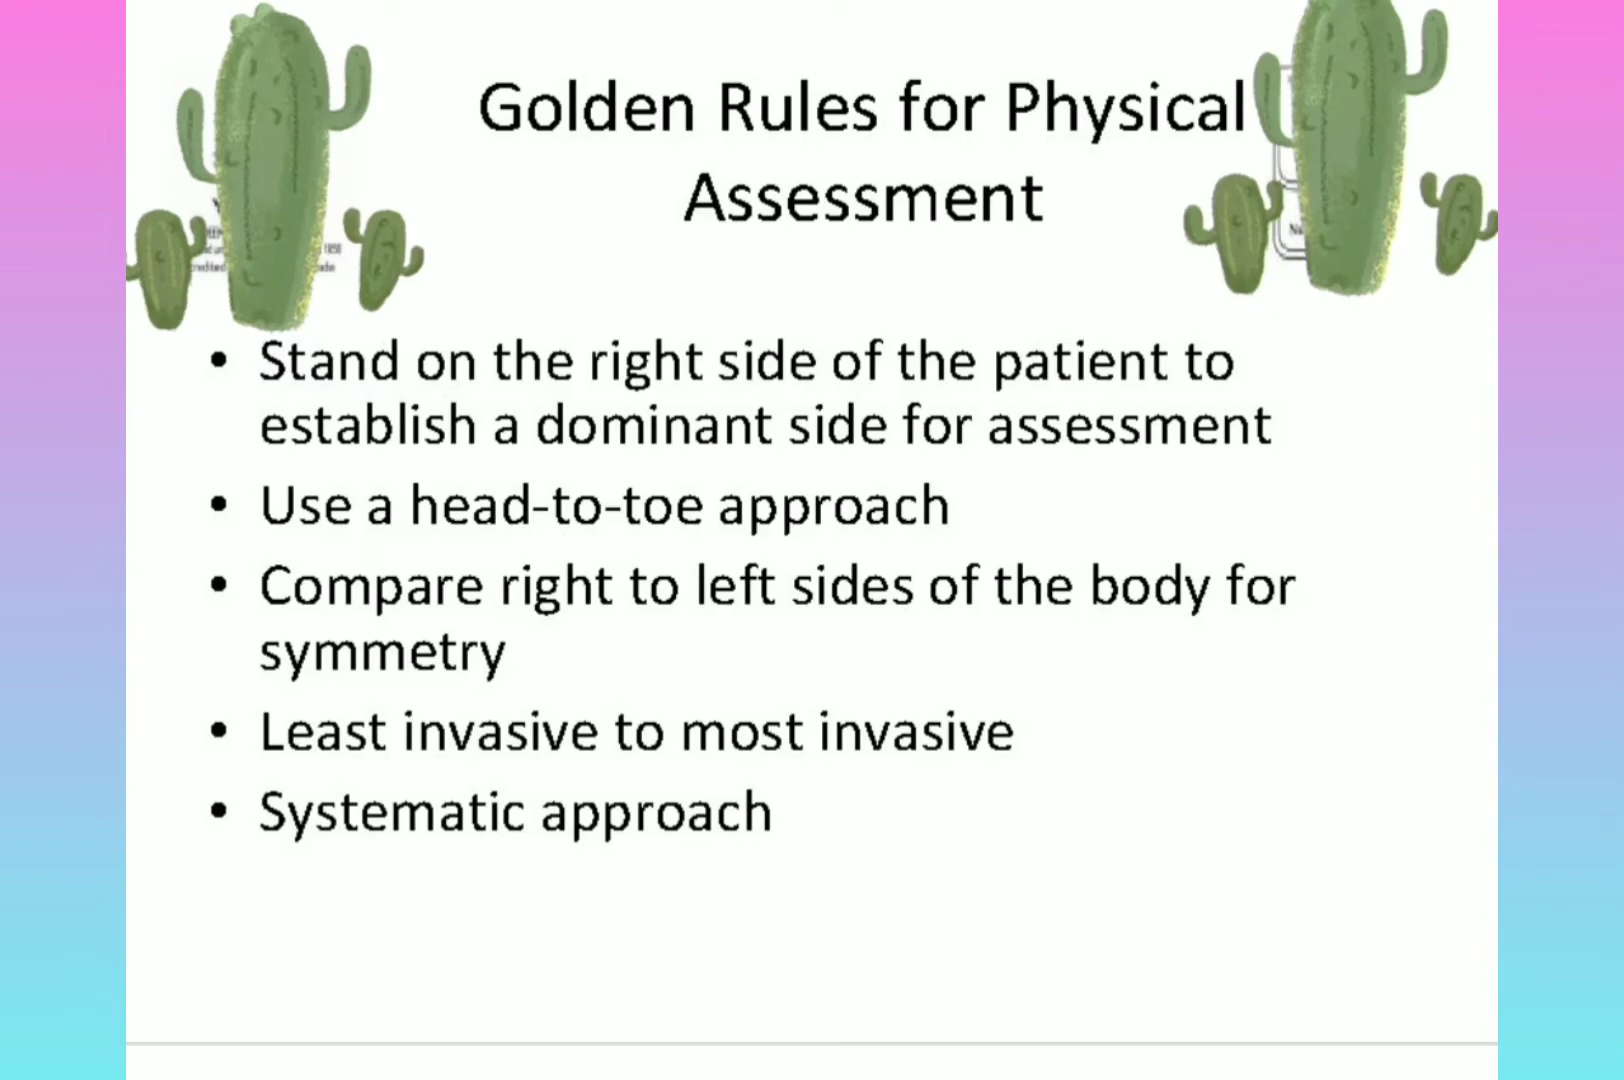 Golden Rules for Physical
Assessment
• Stand on the right side of the patient to
establish a dominant side for assessment
• Use a head-to-toe approach
• Compare right to left sides of the body for
symmetry
• Least invasive to most invasive
• Systematic approach